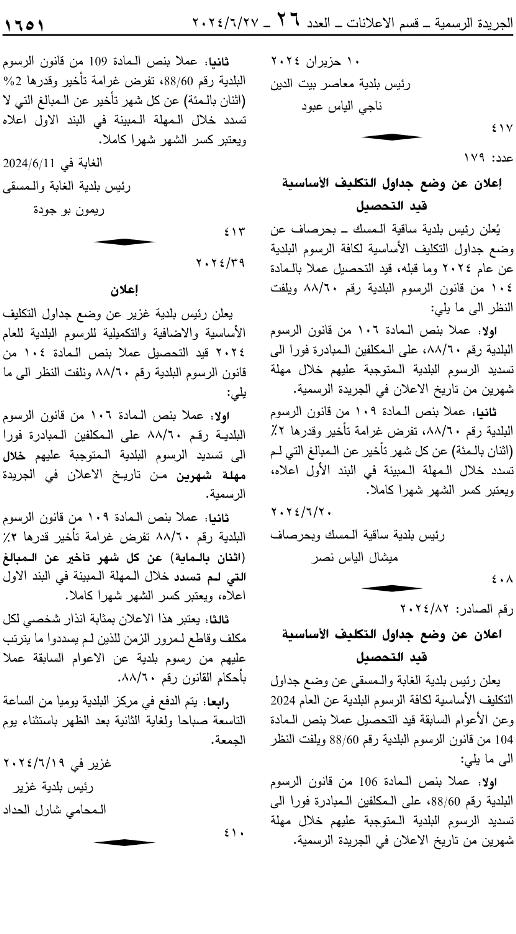 الجريدة الرسمية ــ قسم الاعلانات ــ العدد ٢٦ ــ ٢٠٢٤/٦/٢٧
١٦٥١
١٠ حزيران ٢٠٢٤
رئيس بلدية معاصر بيت الدين
ناجي الياس عبود
٤١٧
عدد: ١٧٩
إعلان عن وضع جداول التكليف الأساسية
قيد التحصيل
يُعلن رئيس بلدية ساقية المسك ــ بحرصاف عن
وضع جداول التكليف الأساسية لكافة الرسوم البلدية
عن عام ٢٠٢٤ وما قبله، قيد التحصيل عملا بالمادة
١٠٤ من قانون الرسوم البلدية رقم ٨٨/٦٠ ويلفت
النظر الى ما يلي:
اولا: عملا بنص المادة ١٠٦ من قانون الرسوم
البلدية رقم ٨٨/٦٠، على المكلفين المبادرة فورا الى
تسديد الرسوم البلدية المتوجبة عليهم خلال مهلة
شهرين من تاريخ الاعلان في الجريدة الرسمية.
ثانيا: عملا بنص المادة ١٠٩ من قانون الرسوم
البلدية رقم ٨٨/٦٠، تفرض غرامة تأخير وقدرها ٢٪
(اثنان بالمئة) عن كل شهر تأخير عن المبالغ التي لم
تسدد خلال المهلة المبينة في البند الأول اعلاه،
ويعتبر كسر الشهر شهرا كاملا.
٢٠٢٤/٦/٢٠
رئيس بلدية ساقية المسك وبحرصاف
ميشال الياس نصر
٤٠٨
رقم الصادر: ٢٠٢٤/٨٢
اعلان عن وضع جداول التكليف الأساسية
قيد التحصيل
يعلن رئيس بلدية الغابة والمسقى عن وضع جداول
التكليف الأساسية لكافة الرسوم البلدية عن العام 2024
وعن الأعوام السابقة قيد التحصيل عملا بنص المادة
104 من قانون الرسوم البلدية رقم 88/60 ويلفت النظر
الى ما يلي:
اولا: عملا بنص المادة 106 من قانون الرسوم
البلدية رقم 88/60، على المكلفين المبادرة فورا الى
تسديد الرسوم البلدية المتوجبة عليهم خلال مهلة
شهرين من تاريخ الاعلان في الجريدة الرسمية.
ثانيا: عملا بنص المادة 109 من قانون الرسوم
البلدية رقم 88/60، تفرض غرامة تأخير وقدرها 2%
(اثنان بالمئة) عن كل شهر تأخير عن المبالغ التي لا
تسدد خلال المهلة المبينة في البند الاول اعلاه
ويعتبر كسر الشهر شهرا كاملا.
الغابة في 2024/6/11
رئيس بلدية الغابة والمسقى
ريمون بو جودة
٤١٣
٢٠٢٤/٣٩
إعلان
يعلن رئيس بلدية غزير عن وضع جداول التكليف
الأساسية والاضافية والتكميلية للرسوم البلدية للعام
٢٠٢٤ قيد التحصيل عملا بنص المادة ١٠٤ من
قانون الرسوم البلدية رقم ٨٨/٦٠ ونلفت النظر الى ما
يلي:
اولا: عملا بنص المادة ١٠٦ من قانون الرسوم
البلدية رقم ٨٨/٦٠ على المكلفين المبادرة فورا
الى تسديد الرسوم البلدية المتوجبة عليهم خلال
مهلة شهرين من تاريخ الاعلان في الجريدة
الرسمية.
ثانيا: عملا بنص المادة ١٠٩ من قانون الرسوم
البلدية رقم ٨٨/٦٠ تفرض غرامة تأخير قدرها ٢٪
(اثنان بالماية) عن كل شهر تأخير عن المبالغ
التي لم تسدد خلال المهلة المبينة في البند الاول
اعلاه، ويعتبر كسر الشهر شهرا كاملا.
ثالثا: يعتبر هذا الاعلان بمثابة انذار شخصي لكل
مكلف وقاطع لمرور الزمن للذين لم يسددوا ما يترتب
عليهم من رسوم بلدية عن الاعوام السابقة عملا
بأحكام القانون رقم ٨٨/٦٠.
رابعا: يتم الدفع في مركز البلدية يوميا من الساعة
التاسعة صباحا ولغاية الثانية بعد الظهر باستثناء يوم
الجمعة.
غزير في ٢٠٢٤/٦/١٩
رئيس بلدية غزير
المحامي شارل الحداد
٤١٠